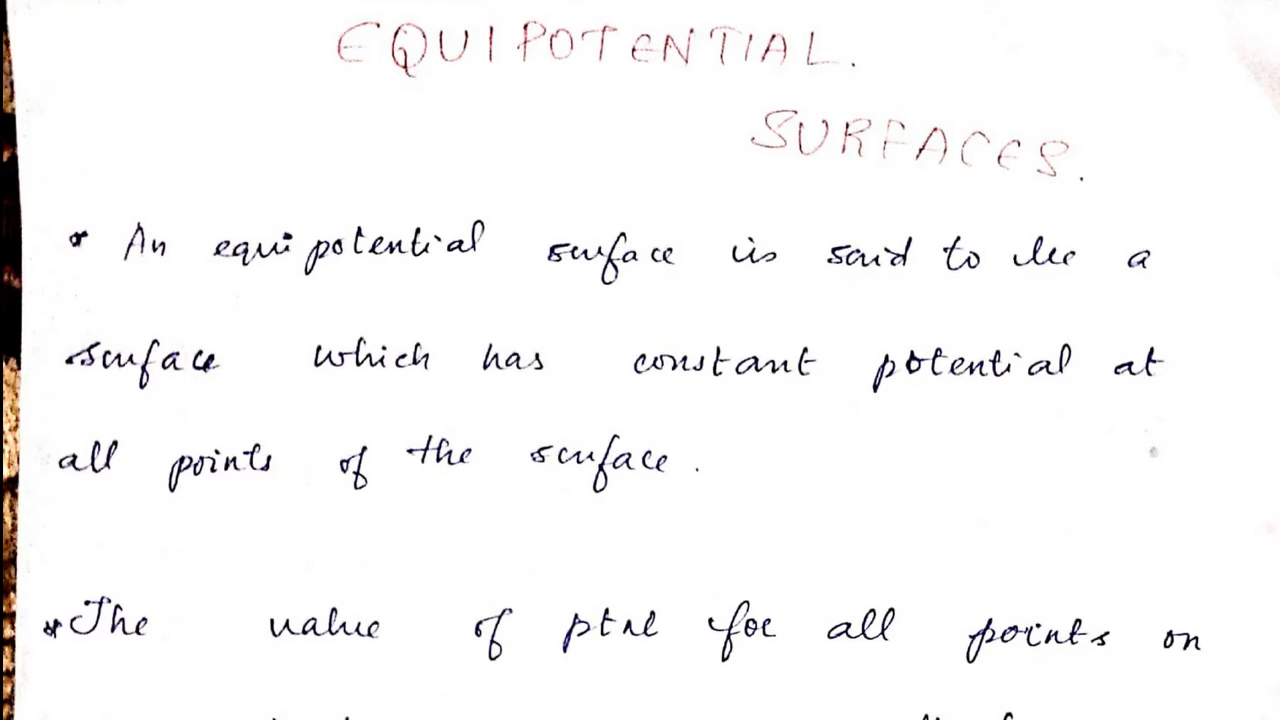 EQUIPOTENTIAL.
SURFACES.
* An equipotential surface is said to be a
surface which has constant potential at
all points of the surface.
* The value of ptnl for all points on